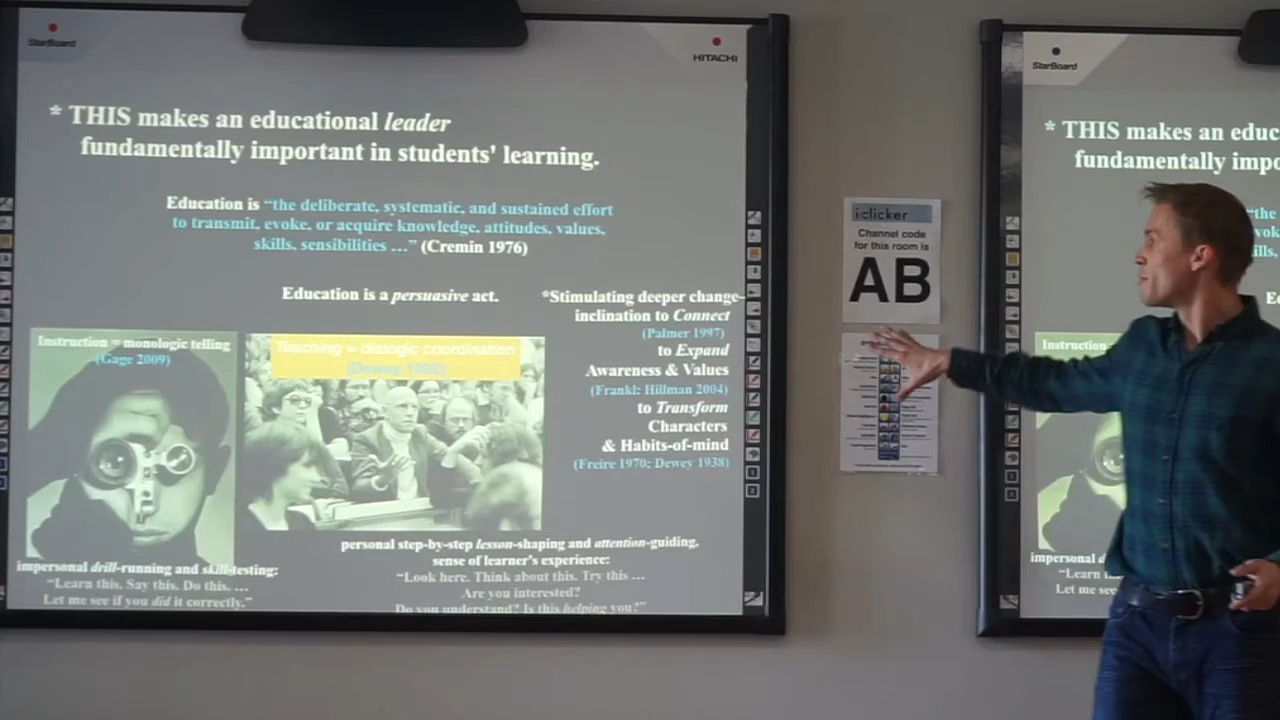 StarBoard
HITACHI
* THIS makes an educational leader
fundamentally important in students' learning.
Education is “the deliberate, systematic, and sustained effort
to transmit, evoke, or acquire knowledge, attitudes, values,
skills, sensibilities ...” (Cremin 1976)
Education is a persuasive act.
*Stimulating deeper change-
inclination to Connect
(Palmer 1997)
to Expand
Awareness & Values
(Frankl; Hillman 2004)
to Transform
Characters
& Habits-of-mind
(Freire 1970; Dewey 1938)
Instruction = monologic telling
(Gage 2009)
Teaching = dialogic coordination
(Dewey 1902)
impersonal drill-running and skill-testing:
“Learn this. Say this. Do this. ...
Let me see if you did it correctly.”
personal step-by-step lesson-shaping and attention-guiding,
sense of learner's experience:
“Look here. Think about this. Try this ...
Are you interested?
Do you understand? Is this helping you?”
iclicker
Channel code
for this room is
AB
StarBoard
* THIS makes an educ
fundamentally impo
“the
Instruction
impersonal d
“Learn
Let me see